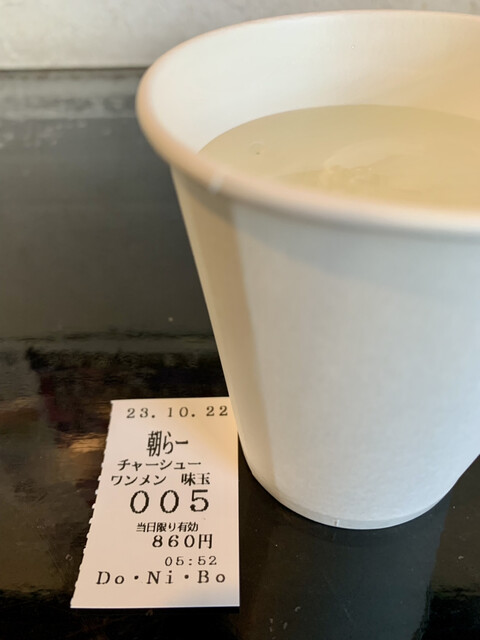 23.10.22
朝らー
チャーシュー
ワンメン 味玉
005
当日限り有効
860円
05:52
Do・Ni・Bo